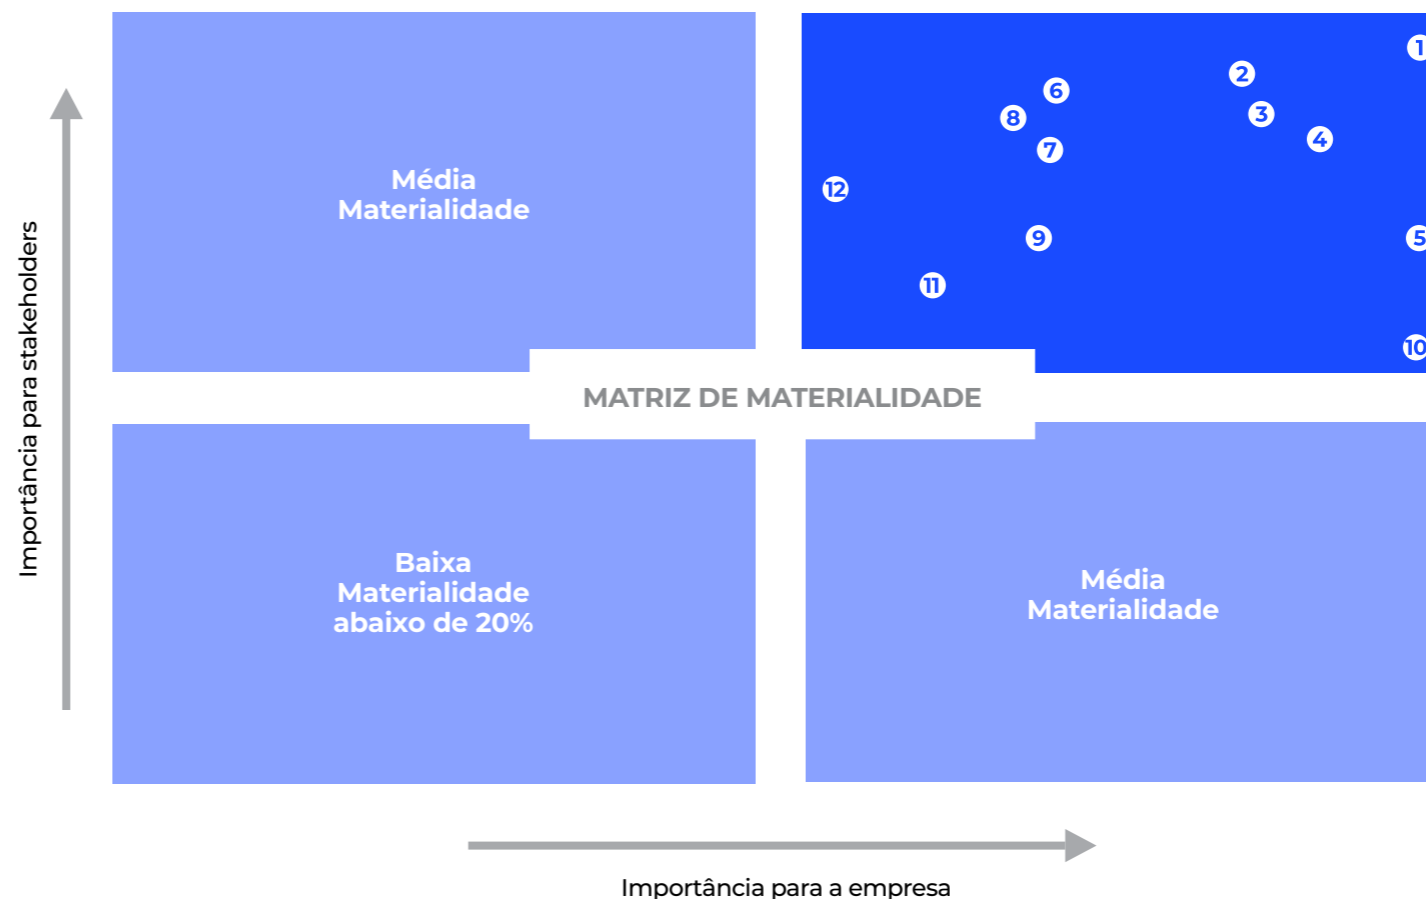 Importância para stakeholders
Média
Materialidade
1
2
6
3
8
4
7
12
9
5
11
10
MATRIZ DE MATERIALIDADE
Baixa
Materialidade
abaixo de 20%
Média
Materialidade
Importância para a empresa